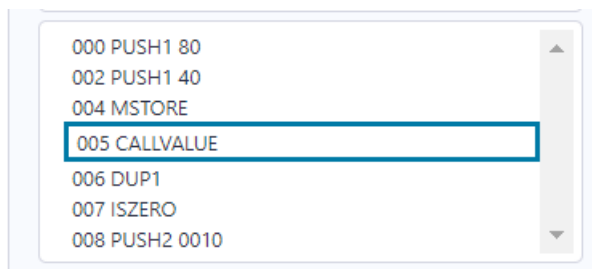 000 PUSH1 80
002 PUSH1 40
004 MSTORE
005 CALLVALUE
006 DUP1
007 ISZERO
008 PUSH2 0010